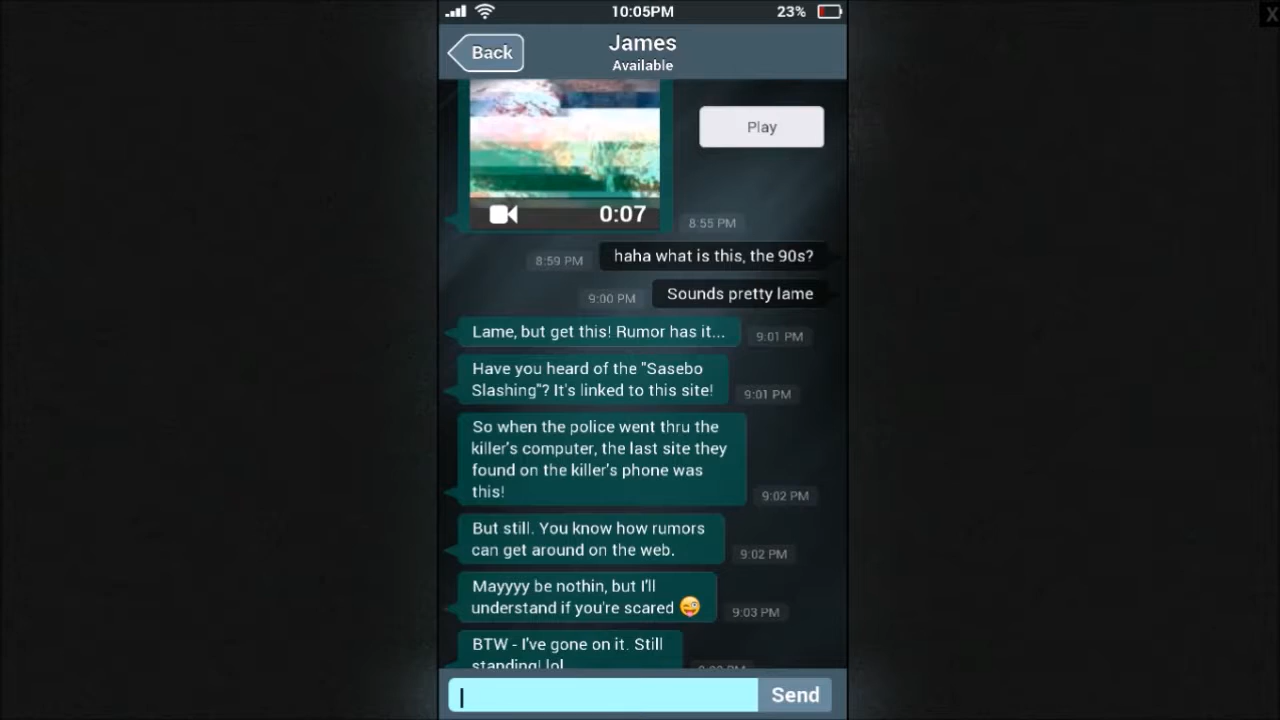 10:05PM
23%
X
Back
James
Available
Play
0:07
8:55 PM
haha what is this, the 90s?
8:59 PM
Sounds pretty lame
9:00 PM
Lame, but get this! Rumor has it...
9:01 PM
Have you heard of the "Sasebo
Slashing"? It's linked to this site!
9:01 PM
So when the police went thru the
killer's computer, the last site they
found on the killer's phone was
this!
9:02 PM
But still. You know how rumors
can get around on the web.
9:02 PM
Mayyyy be nothin, but I'll
understand if you're scared 😜
9:03 PM
BTW - I've gone on it. Still
standing! lol
Send